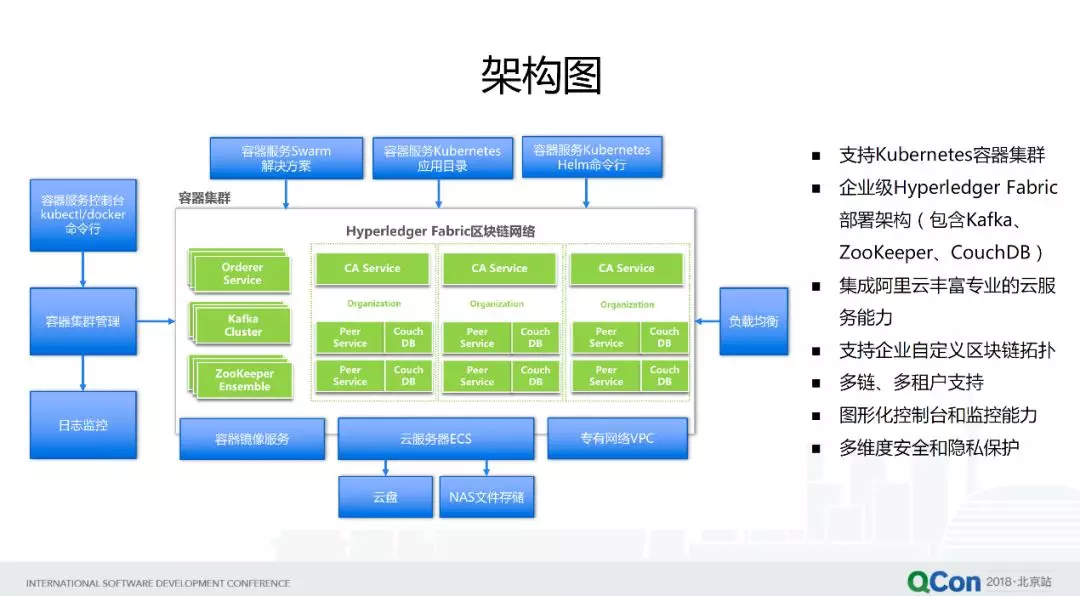 架构图
容器服务Swarm
解决方案
容器服务Kubernetes
应用目录
容器服务Kubernetes
Helm命令行
容器服务控制台
kubectl/docker
命令行
容器集群管理
日志监控
容器集群
Hyperledger Fabric区块链网络
Orderer
Service
Kafka
Cluster
ZooKeeper
Ensemble
CA Service
Organization
Peer
Service
Couch
DB
Peer
Service
Couch
DB
CA Service
Organization
Peer
Service
Couch
DB
Peer
Service
Couch
DB
CA Service
Organization
Peer
Service
Couch
DB
Peer
Service
Couch
DB
负载均衡
容器镜像服务
云服务器ECS
专有网络VPC
云盘
NAS文件存储
■ 支持Kubernetes容器集群
■ 企业级Hyperledger Fabric
部署架构（包含Kafka、
ZooKeeper、CouchDB）
■ 集成阿里云丰富专业的云服
务能力
■ 支持企业自定义区块链拓扑
■ 多链、多租户支持
■ 图形化控制台和监控能力
■ 多维度安全和隐私保护
INTERNATIONAL SOFTWARE DEVELOPMENT CONFERENCE
QCon 2018·北京站